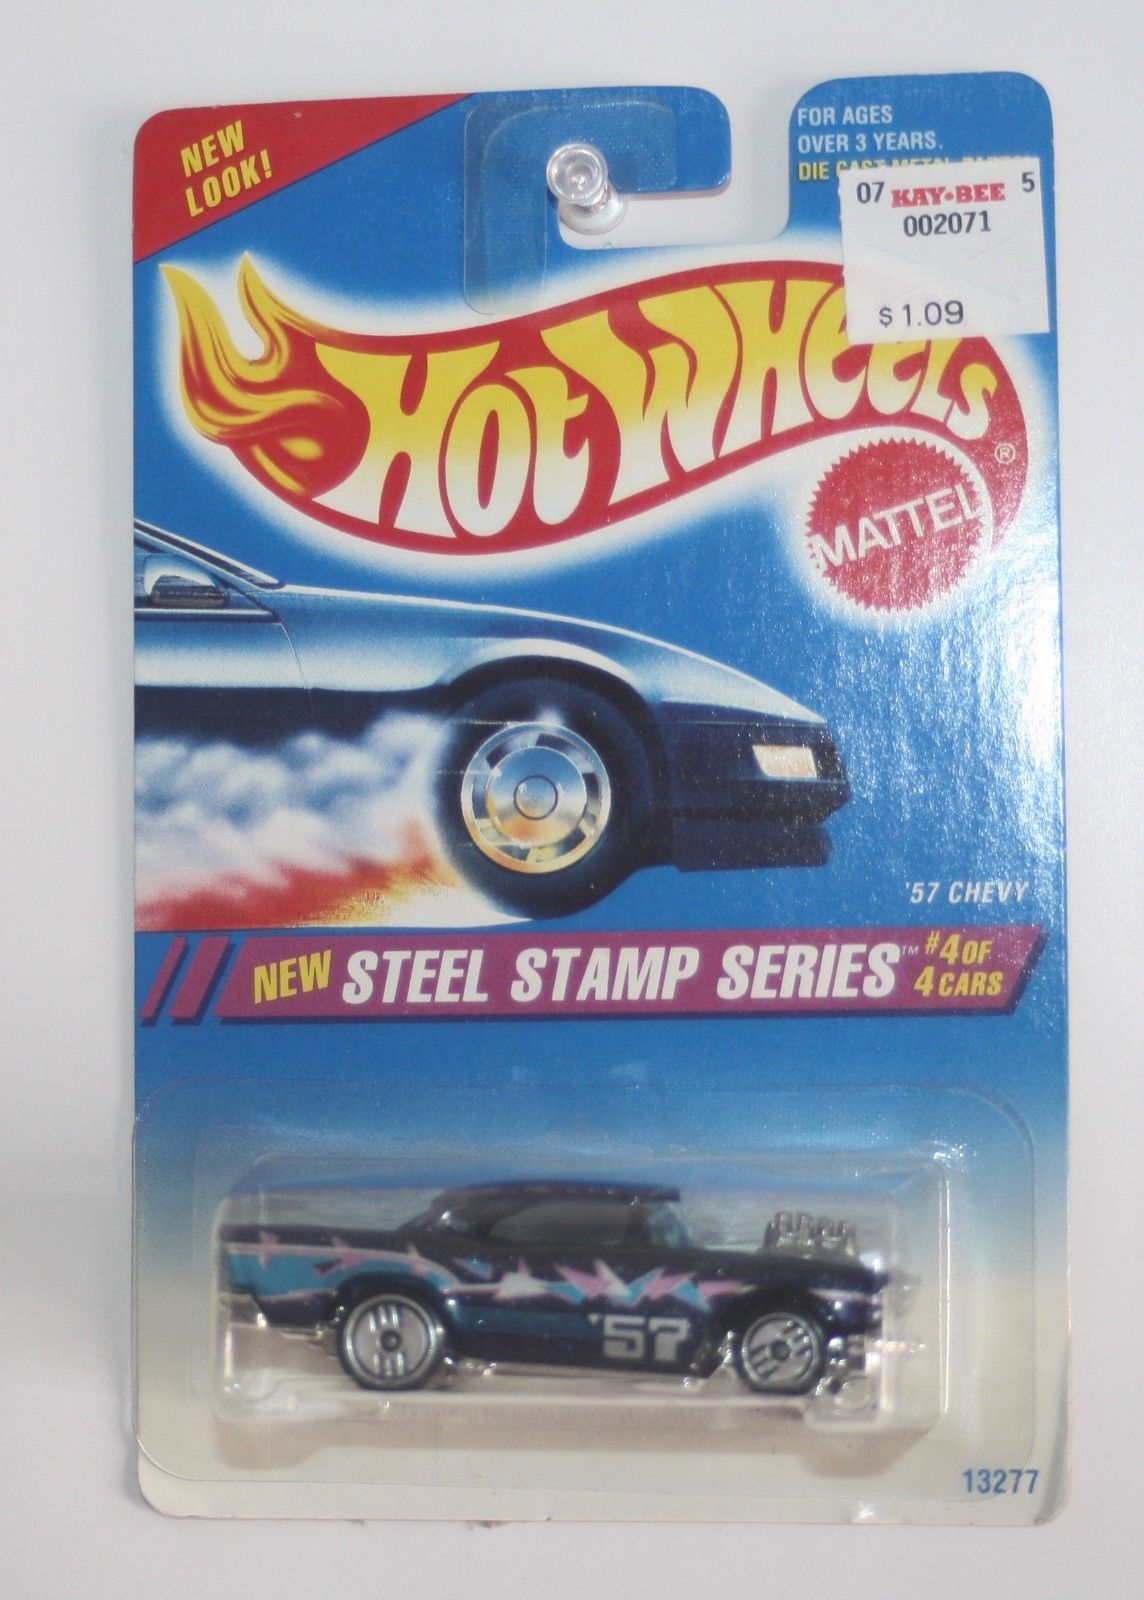 NEW
LOOK!
FOR AGES
OVER 3 YEARS.
DIE CAST METAL
07 KAY•BEE 5
002071
$1.09
HOT WHEELS
®
MATTEL
'57 CHEVY
NEW STEEL STAMP SERIES™ #4 OF
4 CARS
'57
13277